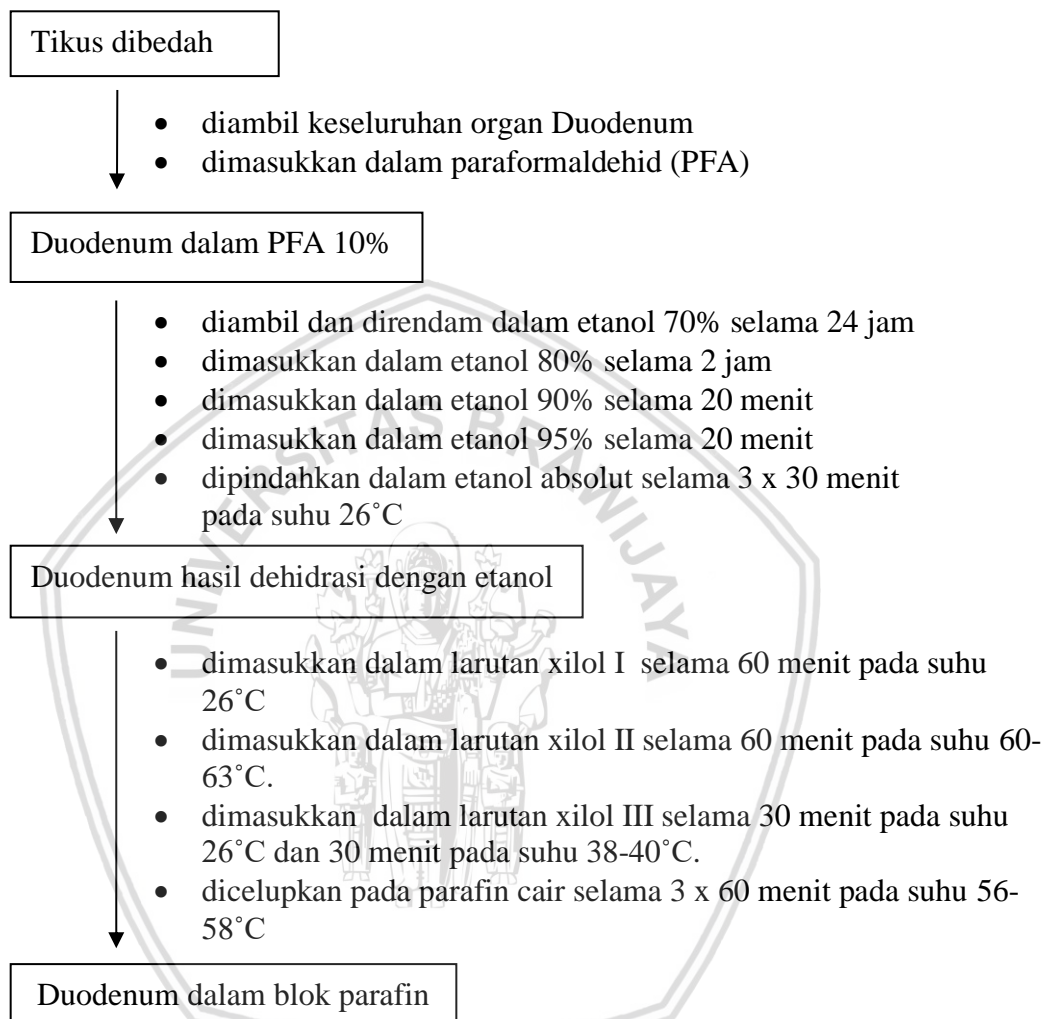 Tikus dibedah
• diambil keseluruhan organ Duodenum
• dimasukkan dalam paraformaldehid (PFA)
Duodenum dalam PFA 10%
• diambil dan direndam dalam etanol 70% selama 24 jam
• dimasukkan dalam etanol 80% selama 2 jam
• dimasukkan dalam etanol 90% selama 20 menit
• dimasukkan dalam etanol 95% selama 20 menit
• dipindahkan dalam etanol absolut selama 3 x 30 menit
pada suhu 26˚C
Duodenum hasil dehidrasi dengan etanol
• dimasukkan dalam larutan xilol I selama 60 menit pada suhu
26˚C
• dimasukkan dalam larutan xilol II selama 60 menit pada suhu 60-
63˚C.
• dimasukkan dalam larutan xilol III selama 30 menit pada suhu
26˚C dan 30 menit pada suhu 38-40˚C.
• dicelupkan pada parafin cair selama 3 x 60 menit pada suhu 56-
58˚C
Duodenum dalam blok parafin
UNIVERSITAS BRAWIJAYA